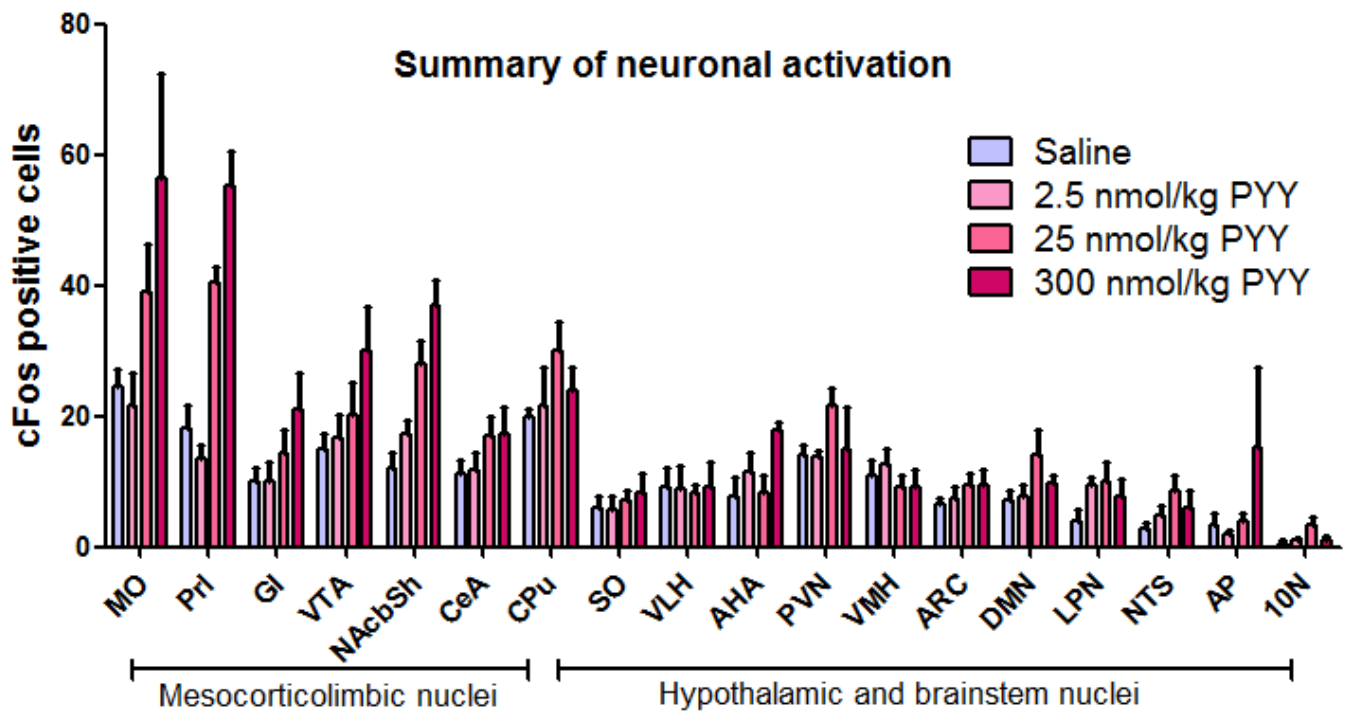 Summary of neuronal activation
cFos positive cells
80
60
40
20
0
Saline
2.5 nmol/kg PYY
25 nmol/kg PYY
300 nmol/kg PYY
MO
PrI
GI
VTA
NAcbSh
CeA
CPu
SO
VLH
AHA
PVN
VMH
ARC
DMN
LPN
NTS
AP
10N
Mesocorticolimbic nuclei
Hypothalamic and brainstem nuclei